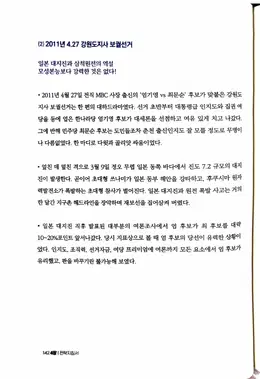 (2) 2011년 4.27 강원도지사 보궐선거
일본 대지진과 삼척원전의 역설
모성본능보다 강력한 것은 없다!
• 2011년 4월 27일 전직 MBC 사장 출신의 '엄기영 vs 최문순' 후보가 맞붙은 강원도
지사 보궐선거는 한 편의 대하드라마였다. 선거 초반부터 대통령급 인지도와 집권 여
당을 등에 업은 한나라당 엄기영 후보가 대세론을 선점하고 여유 있게 치고 나갔다.
그에 반해 민주당 최문순 후보는 도민들조차 춘천 출신인지도 잘 모를 정도로 무명이
나 다름없었다. 한 마디로 다윗과 골리앗 싸움이었다.
• 앞친 데 덮친 격으로 3월 9일 정오 무렵 일본 동쪽 바다에서 진도 7.2 규모의 대지
진이 발생한다. 곧이어 초대형 쓰나미가 일본 동부 해안을 강타하고, 후쿠시마 원자
력발전소가 폭발하는 초대형 참사가 벌어진다. 일본 대지진과 원전 폭발 사고는 거의
한 달간 지구촌 헤드라인을 장악하며 재보선을 집어삼켜 버렸다.
• 일본 대지진 직후 발표된 대부분의 여론조사에서 엄 후보가 최 후보를 대략
10~20%포인트 앞서나갔다. 당시 지표상으로 볼 때 엄 후보의 당선이 유력한 상황이
었다. 인지도, 조직력, 선거자금, 여당 프리미엄에 여론까지 모든 요소에서 엄 후보가
유리했고, 판을 바꾸기란 불가능해 보였다.
142